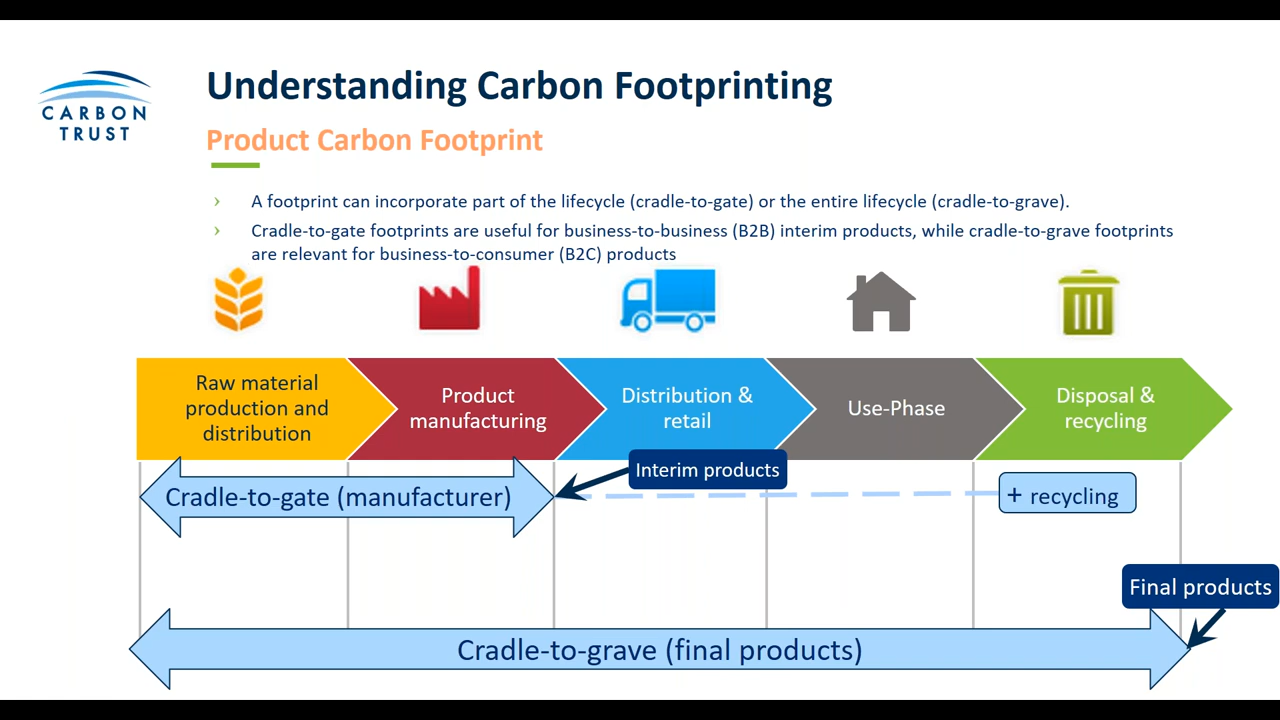 CARBON
TRUST
Understanding Carbon Footprinting
Product Carbon Footprint
› A footprint can incorporate part of the lifecycle (cradle-to-gate) or the entire lifecycle (cradle-to-grave).
› Cradle-to-gate footprints are useful for business-to-business (B2B) interim products, while cradle-to-grave footprints
are relevant for business-to-consumer (B2C) products
Raw material
production and
distribution
Product
manufacturing
Distribution &
retail
Use-Phase
Disposal &
recycling
Cradle-to-gate (manufacturer)
Interim products
+ recycling
Final products
Cradle-to-grave (final products)